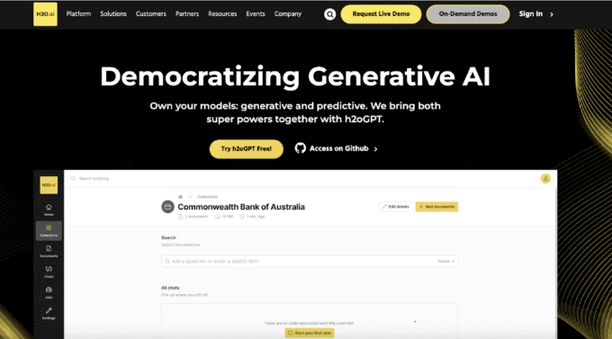 H2O.ai Platform Solutions Customers Partners Resources Events Company Request Live Demo On-Demand Demos Sign In
Democratizing Generative AI
Own your models: generative and predictive. We bring both
super powers together with h2oGPT.
Try h2oGPT Free! Access on Github
H2O.ai Search anything
Collections
Commonwealth Bank of Australia
Edit details Add documents
2 documents 1 min. ago
Home
Collections
Documents
Chats
Jobs
Settings
Search
Search this collection
Ask a question or enter a search term
All chats
Pick up where you left off
There are no chats associated with this collection.
Start your first chat